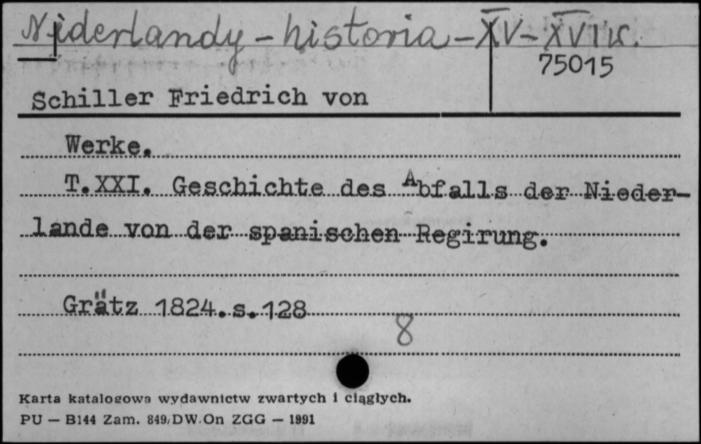 Niderlandy - historia - XV - XVI w.
75015
Schiller Friedrich von
Werke.
T.XXI. Geschichte des Abfalls der Nieder-
lande von der spanischen Regirung.
Grätz 1824.s.128
8
Karta katalogowa wydawnictw zwartych i ciągłych.
PU — B144 Zam. 849/DW.On ZGG — 1991